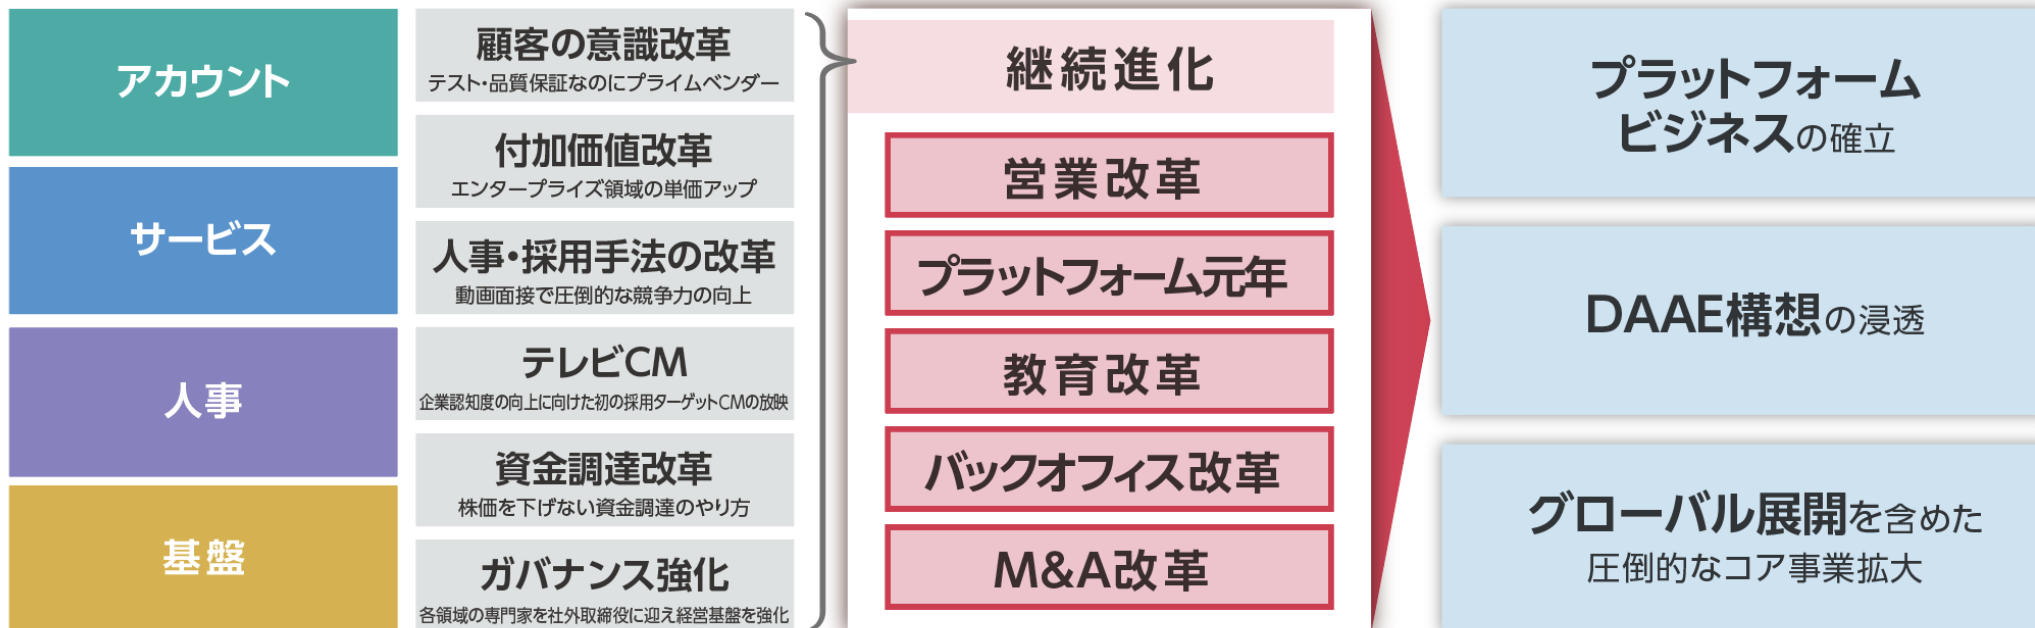 アカウント
サービス
人事
基盤
顧客の意識改革
テスト・品質保証なのにプライムベンダー
付加価値改革
エンタープライズ領域の単価アップ
人事・採用手法の改革
動画面接で圧倒的な競争力の向上
テレビCM
企業認知度の向上に向けた初の採用ターゲットCMの放映
資金調達改革
株価を下げない資金調達のやり方
ガバナンス強化
各領域の専門家を社外取締役に迎え経営基盤を強化
継続進化
営業改革
プラットフォーム元年
教育改革
バックオフィス改革
M&A改革
プラットフォーム
ビジネスの確立
DAAE構想の浸透
グローバル展開を含めた
圧倒的なコア事業拡大